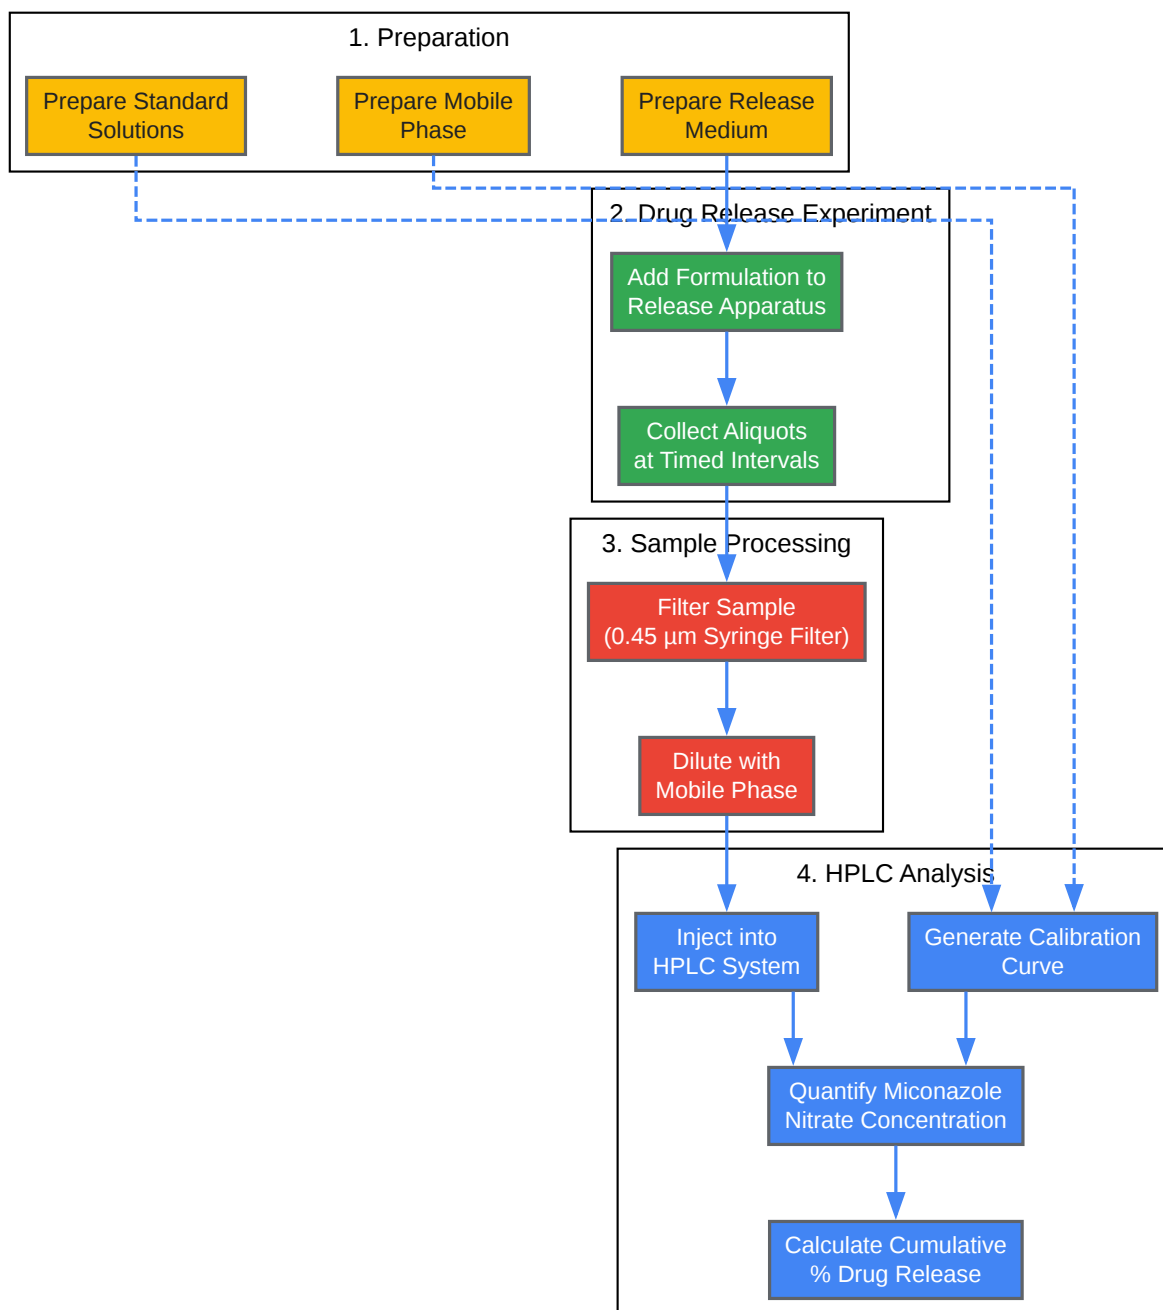 1. Preparation
Prepare Standard
Solutions
Prepare Mobile
Phase
Prepare Release
Medium
2. Drug Release Experiment
Add Formulation to
Release Apparatus
Collect Aliquots
at Timed Intervals
3. Sample Processing
Filter Sample
(0.45 µm Syringe Filter)
Dilute with
Mobile Phase
4. HPLC Analysis
Inject into
HPLC System
Generate Calibration
Curve
Quantify Miconazole
Nitrate Concentration
Calculate Cumulative
% Drug Release